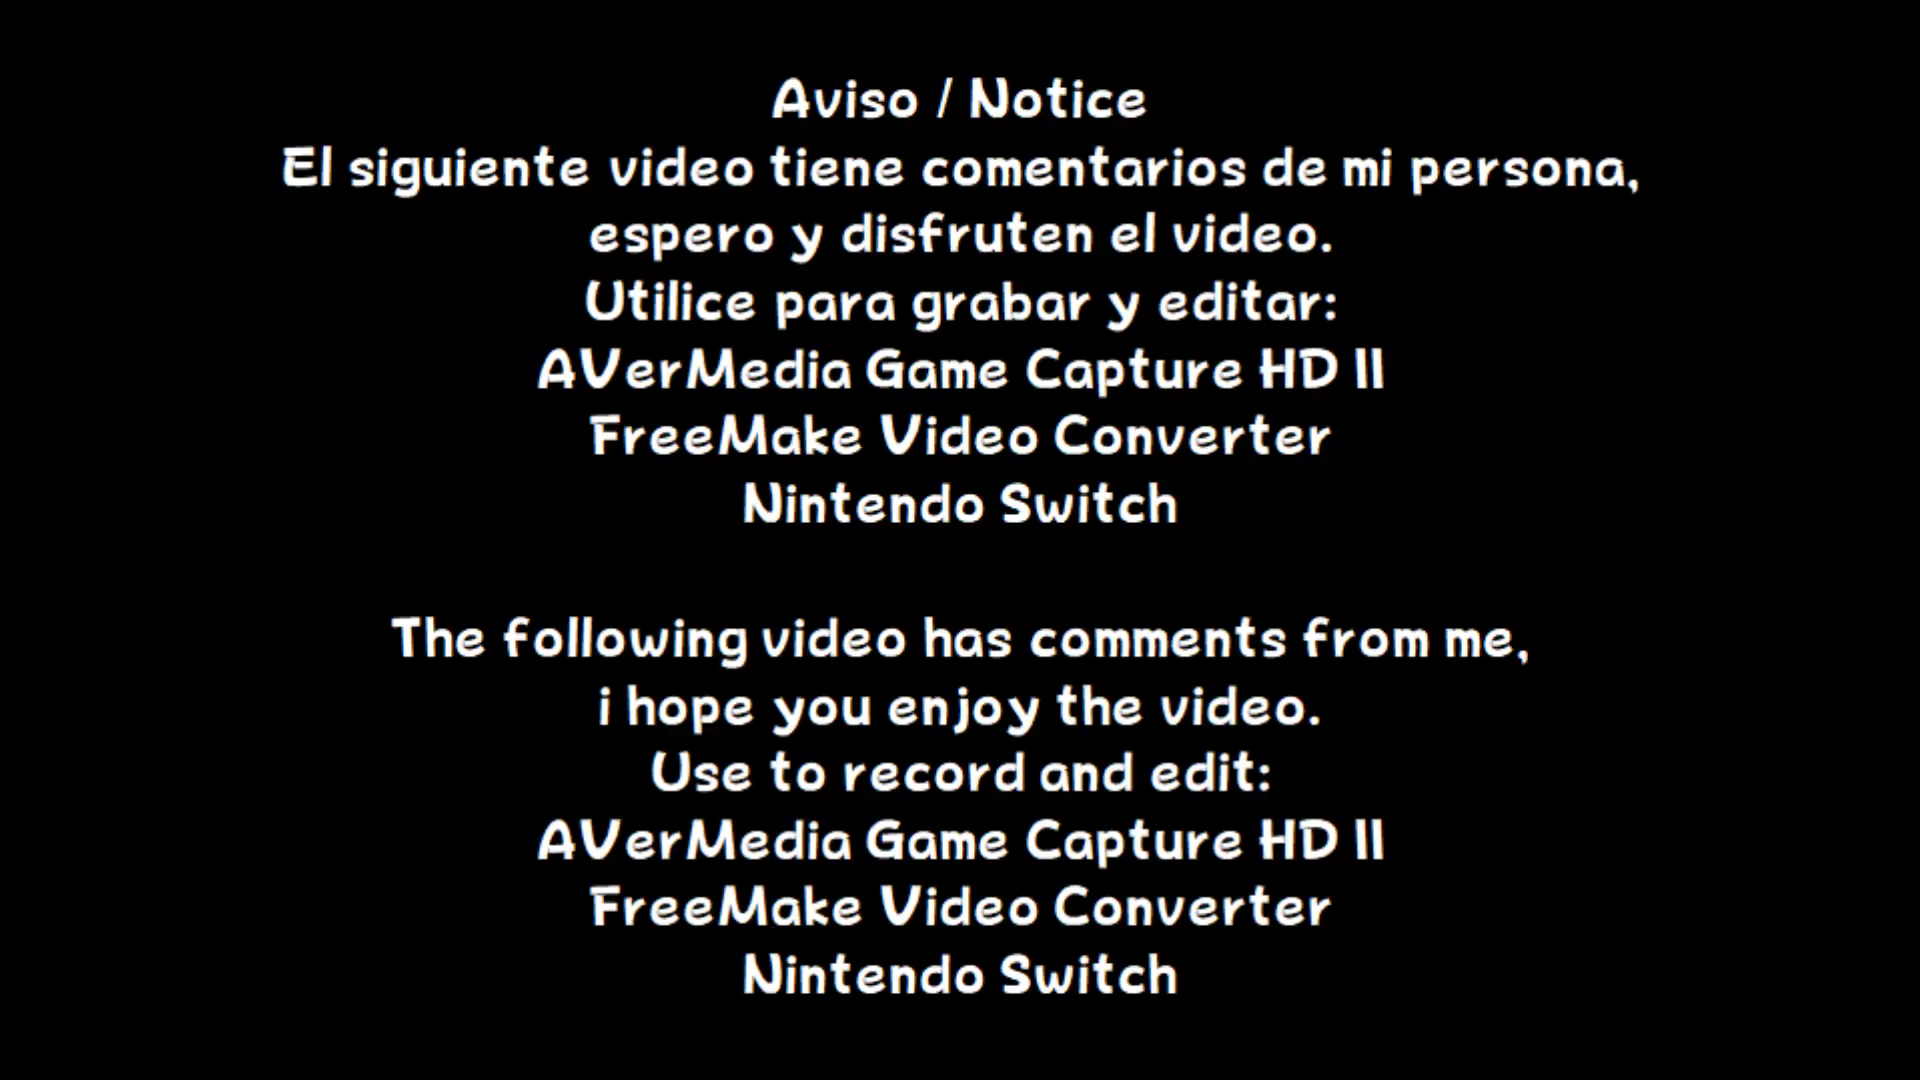 Aviso / Notice
El siguiente video tiene comentarios de mi persona,
espero y disfruten el video.
Utilice para grabar y editar:
AVerMedia Game Capture HD II
FreeMake Video Converter
Nintendo Switch
The following video has comments from me,
i hope you enjoy the video.
Use to record and edit:
AVerMedia Game Capture HD II
FreeMake Video Converter
Nintendo Switch